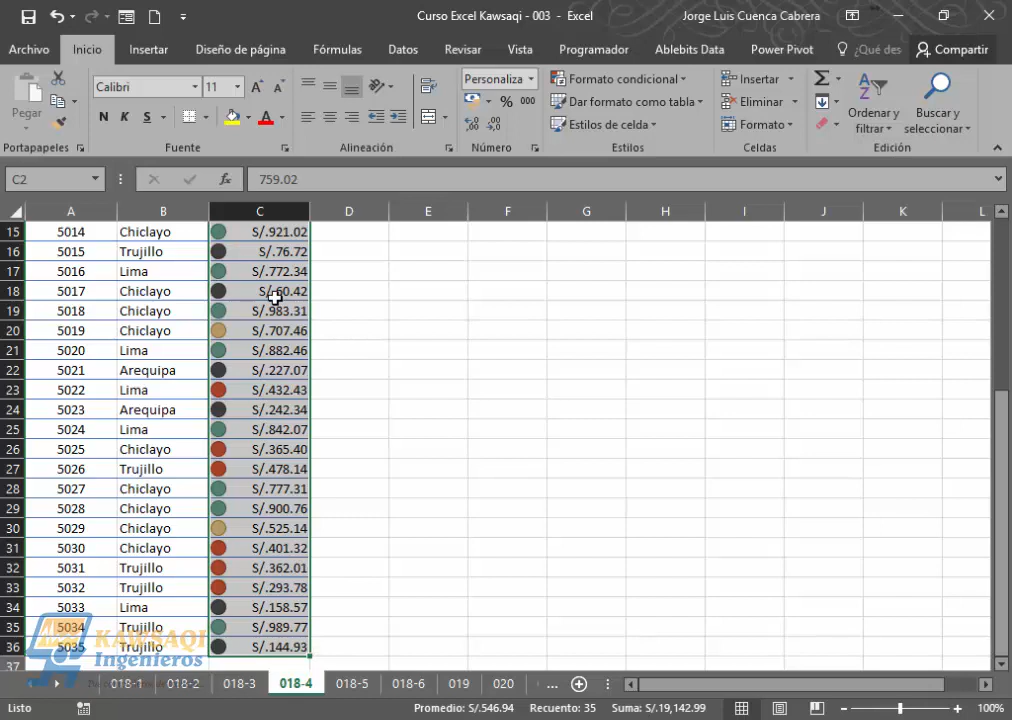 Curso Excel Kawsaqi - 003 - Excel
Jorge Luis Cuenca Cabrera
Archivo Inicio Insertar Diseño de página Fórmulas Datos Revisar Vista Programador Ablebits Data Power Pivot ¿Qué des Compartir
Pegar
Calibri 11
N K S
Personaliza
% 000
Formato condicional
Dar formato como tabla
Estilos de celda
Insertar
Eliminar
Formato
Ordenar y filtrar
Buscar y seleccionar
Portapapeles Fuente Alineación Número Estilos Celdas Edición
C2 fx 759.02
A B C D E F G H I J K L
15 5014 Chiclayo S/.921.02
16 5015 Trujillo S/.76.72
17 5016 Lima S/.772.34
18 5017 Chiclayo S/.60.42
19 5018 Chiclayo S/.983.31
20 5019 Chiclayo S/.707.46
21 5020 Lima S/.882.46
22 5021 Arequipa S/.227.07
23 5022 Lima S/.432.43
24 5023 Arequipa S/.242.34
25 5024 Lima S/.842.07
26 5025 Chiclayo S/.365.40
27 5026 Trujillo S/.478.14
28 5027 Chiclayo S/.777.31
29 5028 Chiclayo S/.900.76
30 5029 Chiclayo S/.525.14
31 5030 Chiclayo S/.401.32
32 5031 Trujillo S/.362.01
33 5032 Trujillo S/.293.78
34 5033 Lima S/.158.57
35 5034 Trujillo S/.989.77
36 5035 Trujillo S/.144.93
37
KAWSAQI
Ingenieros
018-1 018-2 018-3 018-4 018-5 018-6 019 020 ...
Listo Promedio: S/.546.94 Recuento: 35 Suma: S/.19,142.99 100%